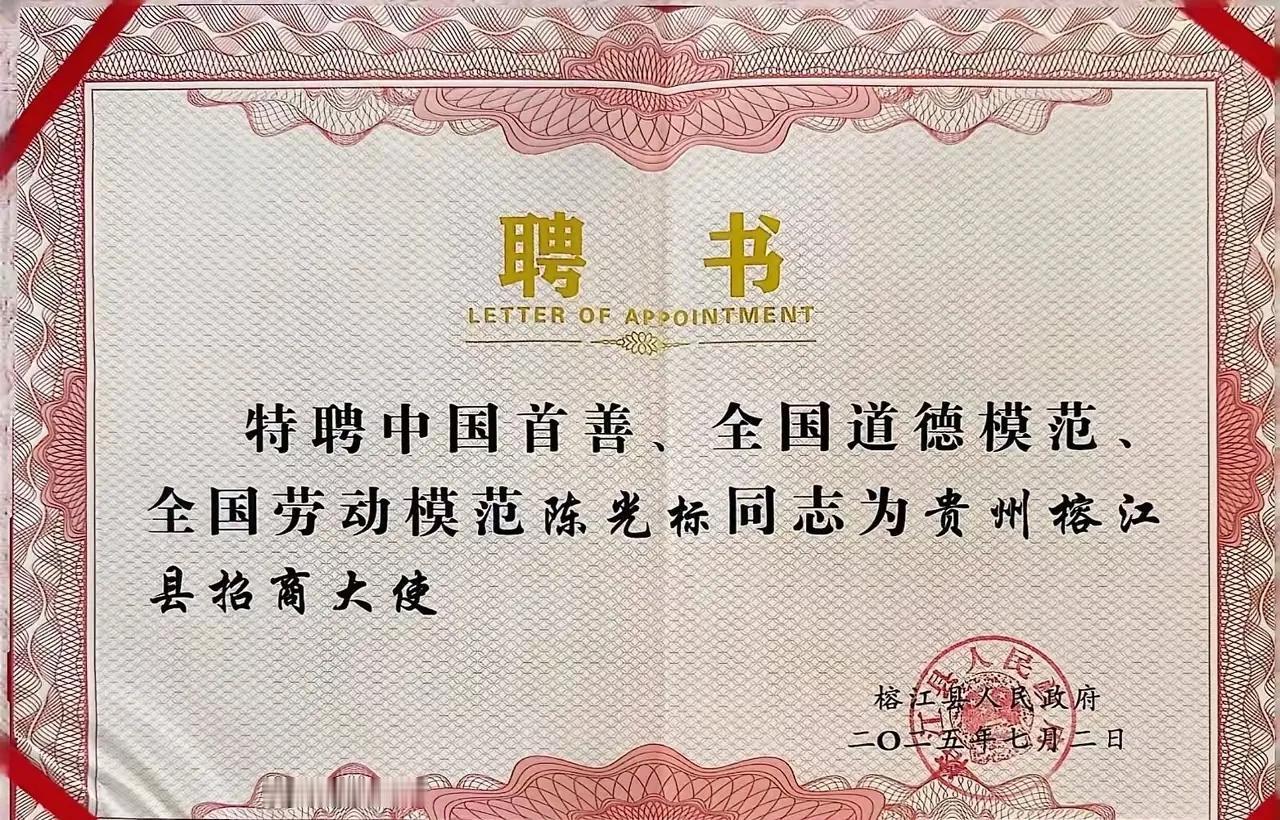 聘 书
LETTER OF APPOINTMENT
特聘中国首善、全国道德模范、
全国劳动模范陈光标同志为贵州榕江
县招商大使
榕江县人民政府
二〇二五年七月二日